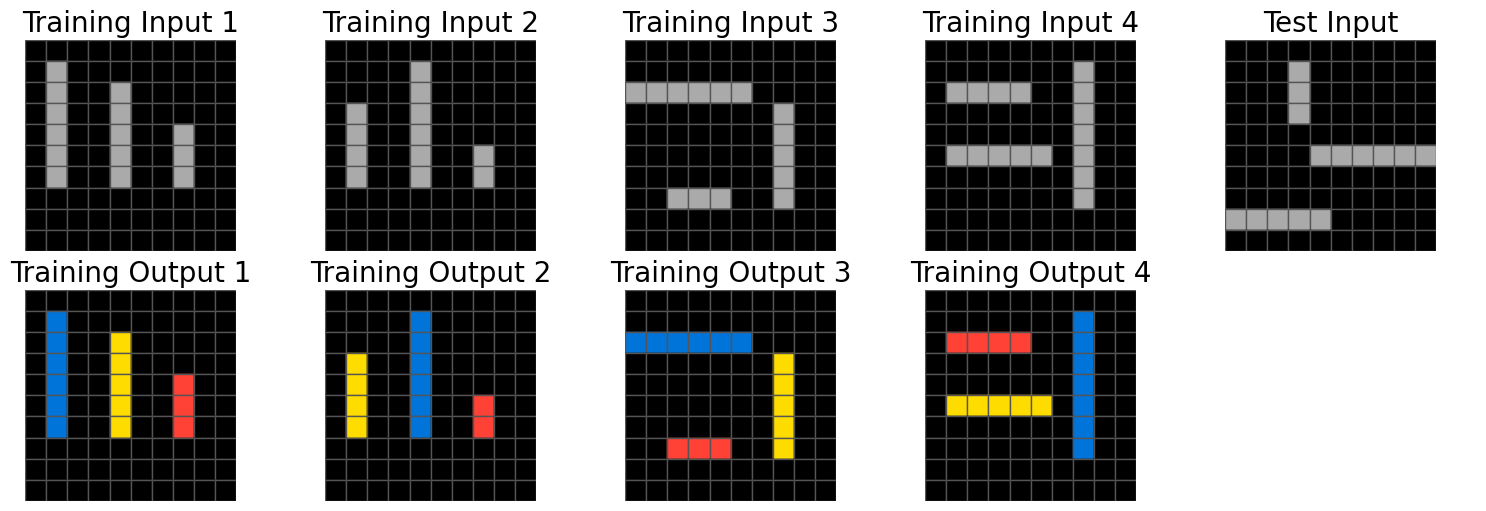 Training Input 1
Training Input 2
Training Input 3
Training Input 4
Test Input
Training Output 1
Training Output 2
Training Output 3
Training Output 4